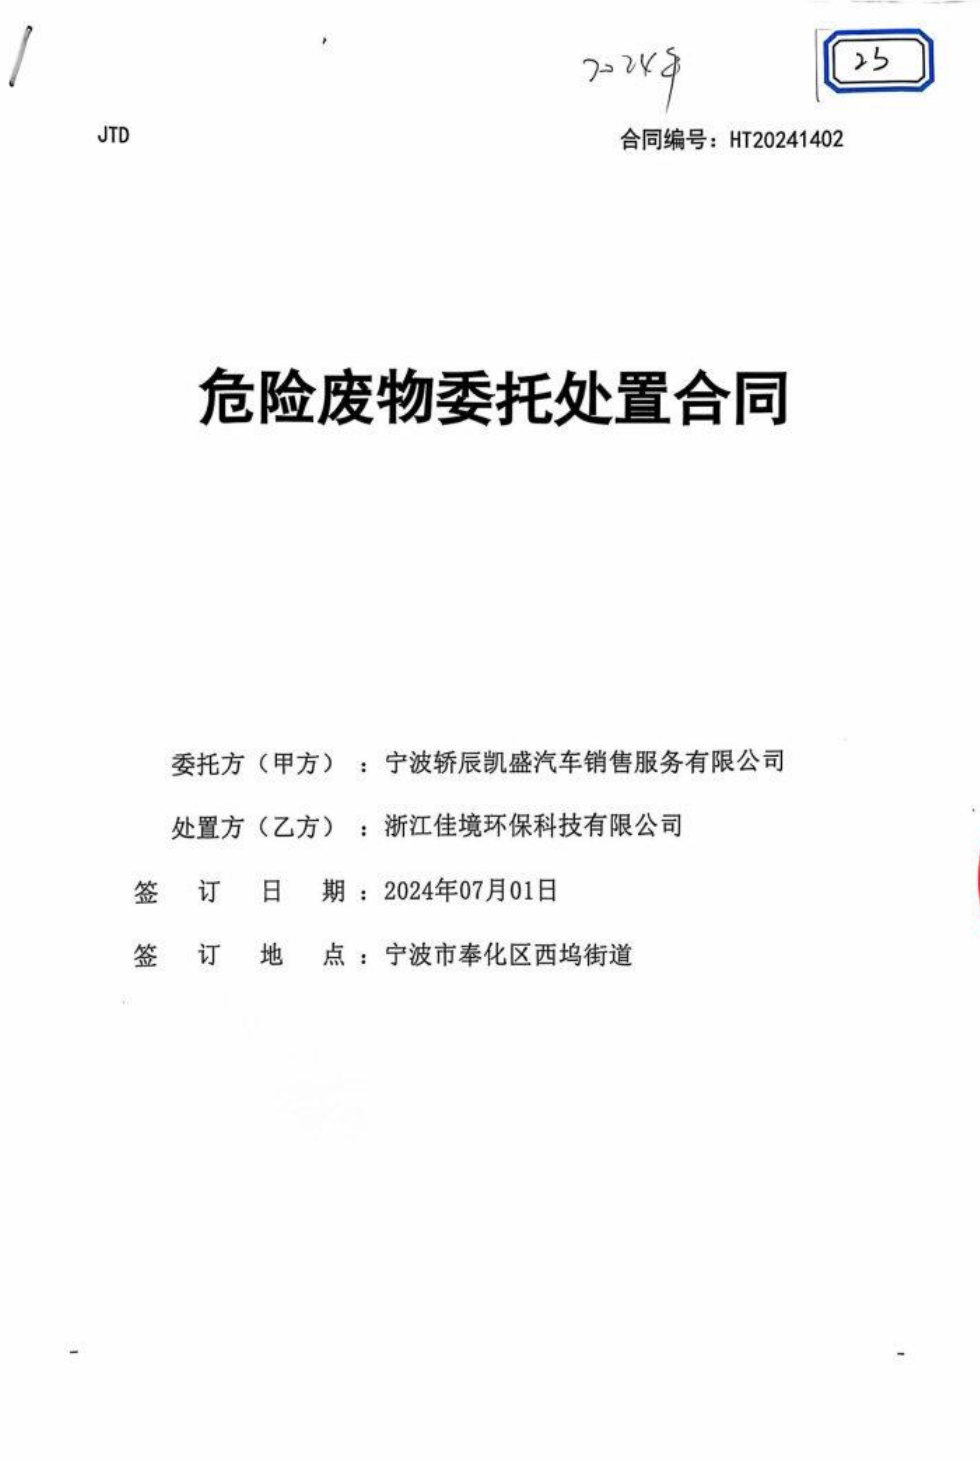 2024年
25
JTD
合同编号：HT20241402
危险废物委托处置合同
委托方（甲方）：宁波轿辰凯盛汽车销售服务有限公司
处置方（乙方）：浙江佳境环保科技有限公司
签 订 日 期：2024年07月01日
签 订 地 点：宁波市奉化区西坞街道